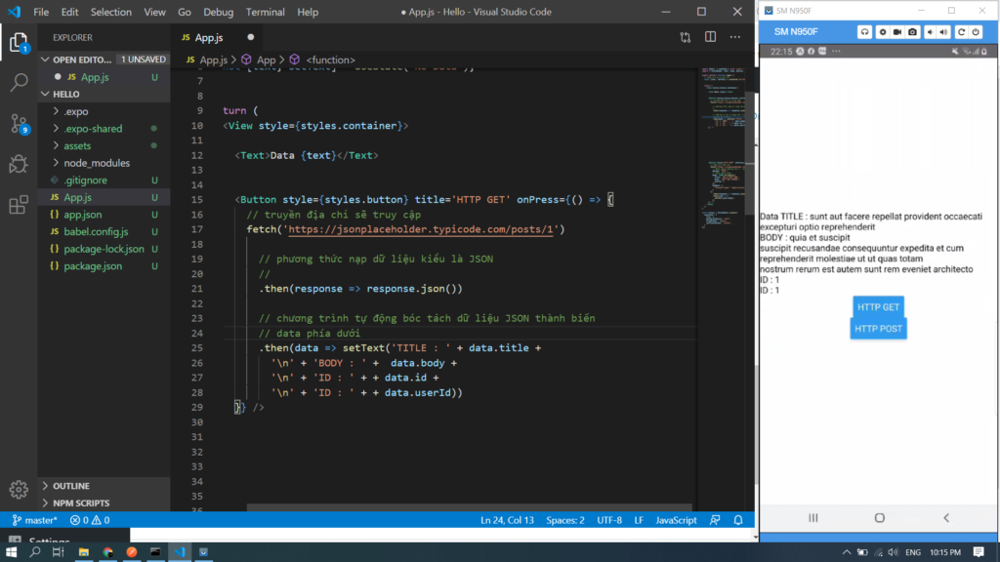 File Edit Selection View Go Debug Terminal Help
● App.js - Hello - Visual Studio Code
EXPLORER
OPEN EDITO... 1 UNSAVED
JS App.js U
HELLO
.expo
.expo-shared
assets
node_modules
.gitignore U
JS App.js U
{} app.json U
JS babel.config.js U
{} package-lock.json U
{} package.json U
OUTLINE
NPM SCRIPTS
1
9
JS App.js
JS App.js > App > <function>
7
8
9 turn (
10 <View style={styles.container}>
11
12 <Text>Data {text}</Text>
13
14
15 <Button style={styles.button} title='HTTP GET' onPress={() => {
16 // truyền địa chỉ sẽ truy cập
17 fetch('https://jsonplaceholder.typicode.com/posts/1')
18
19 // phương thức nạp dữ liệu kiểu là JSON
20 //
21 .then(response => response.json())
22
23 // chương trình tự động bóc tách dữ liệu JSON thành biến
24 // data phía dưới
25 .then(data => setText('TITLE : ' + data.title +
26 '\n' + 'BODY : ' + data.body +
27 '\n' + 'ID : ' + + data.id +
28 '\n' + 'ID : ' + + data.userId))
29 }} />
30
31
32
33
34
35
master* 0 0 Ln 24, Col 13 Spaces: 2 UTF-8 LF JavaScript
SM N950F
SM N950F
22:15
Data TITLE : sunt aut facere repellat provident occaecati
excepturi optio reprehenderit
BODY : quia et suscipit
suscipit recusandae consequuntur expedita et cum
reprehenderit molestiae ut ut quas totam
nostrum rerum est autem sunt rem eveniet architecto
ID : 1
ID : 1
HTTP GET
HTTP POST
Settings
ENG 10:15 PM